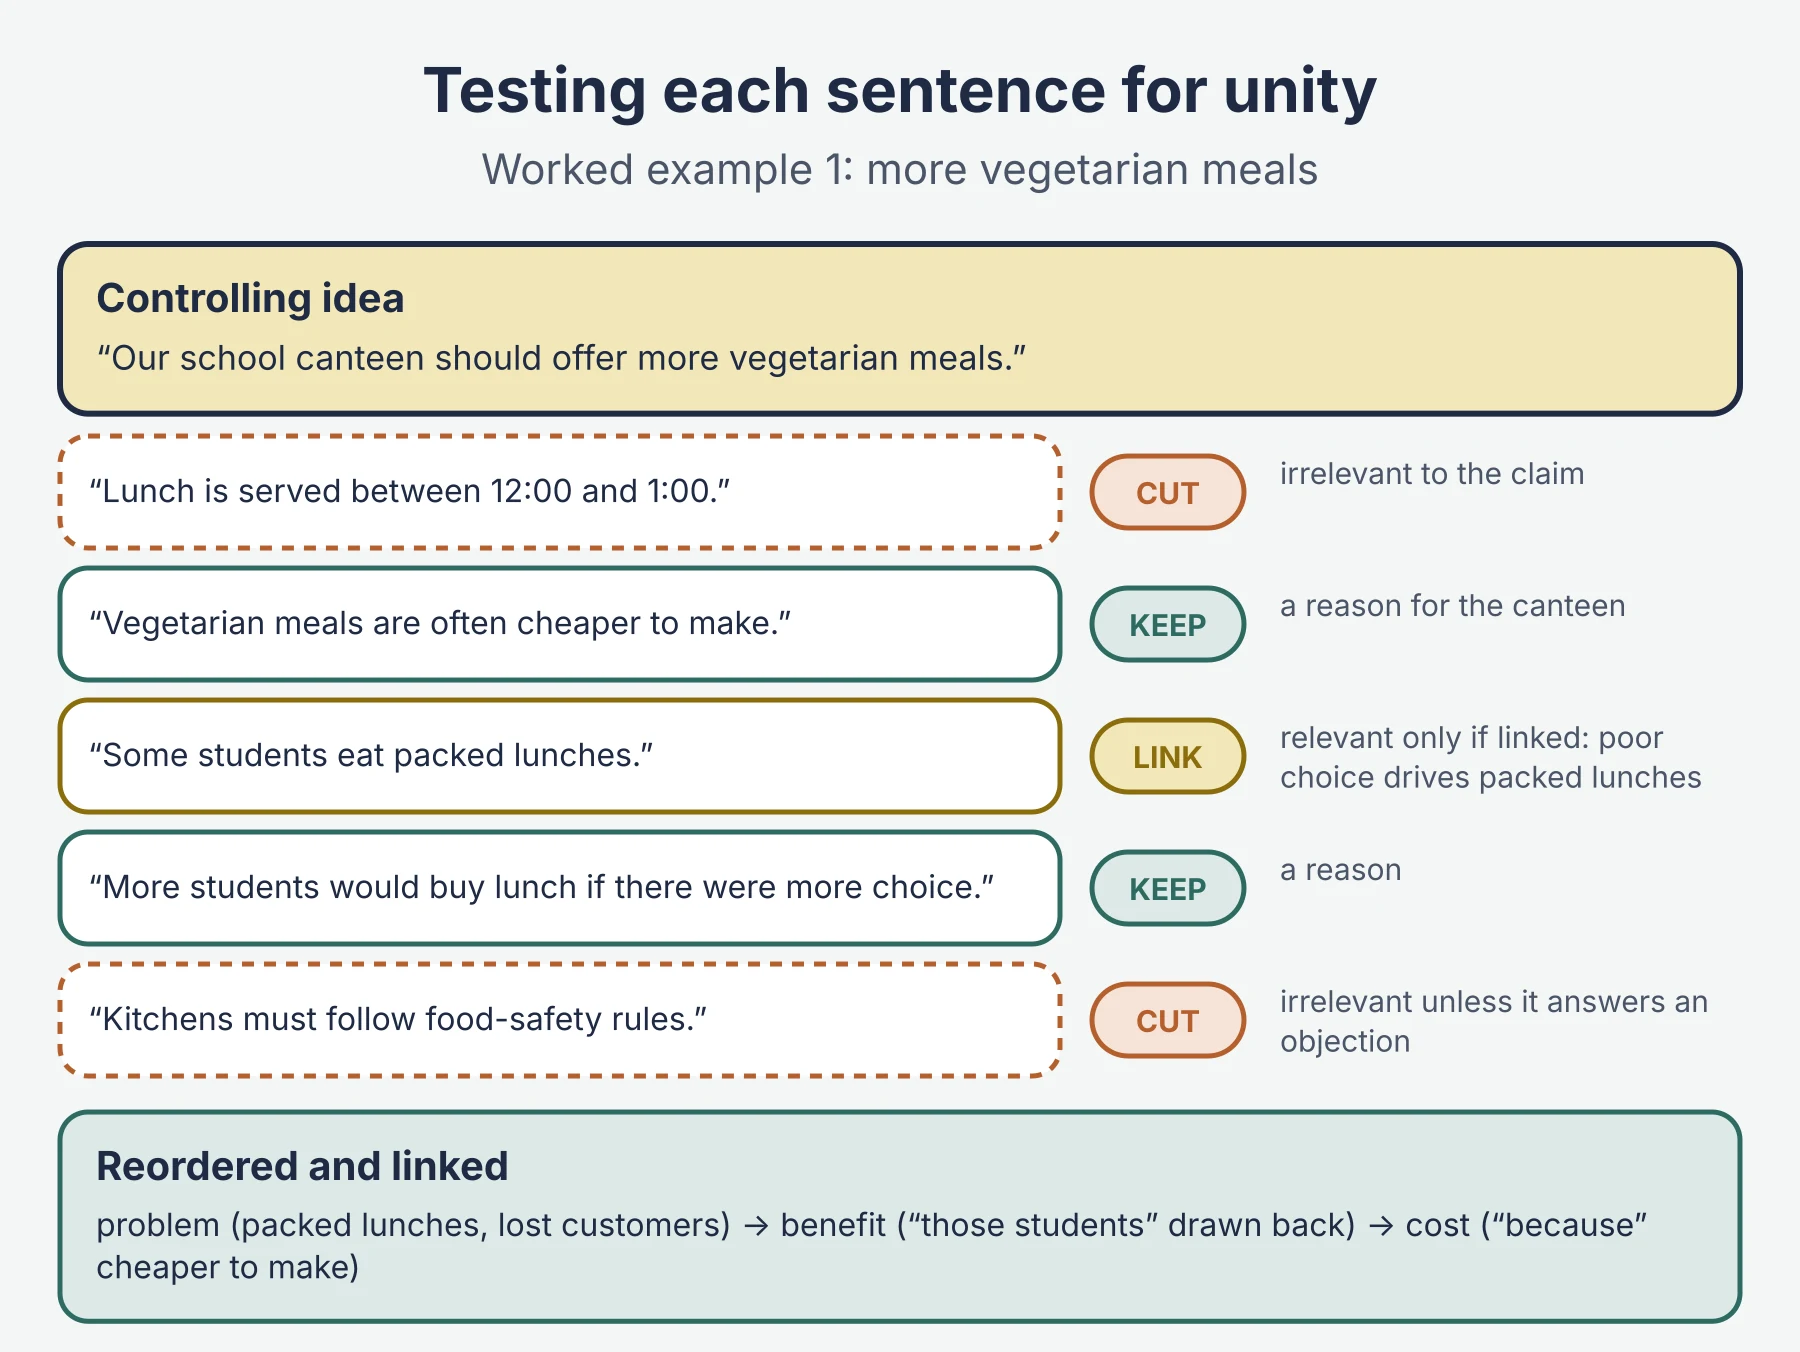 Testing each sentence for unity
Worked example 1: more vegetarian meals
Controlling idea
“Our school canteen should offer more vegetarian meals.”
“Lunch is served between 12:00 and 1:00.”
CUT
irrelevant to the claim
“Vegetarian meals are often cheaper to make.”
KEEP
a reason for the canteen
“Some students eat packed lunches.”
LINK
relevant only if linked: poor
choice drives packed lunches
“More students would buy lunch if there were more choice.”
KEEP
a reason
“Kitchens must follow food-safety rules.”
CUT
irrelevant unless it answers an
objection
Reordered and linked
problem (packed lunches, lost customers) → benefit (“those students” drawn back) → cost (“because”
cheaper to make)